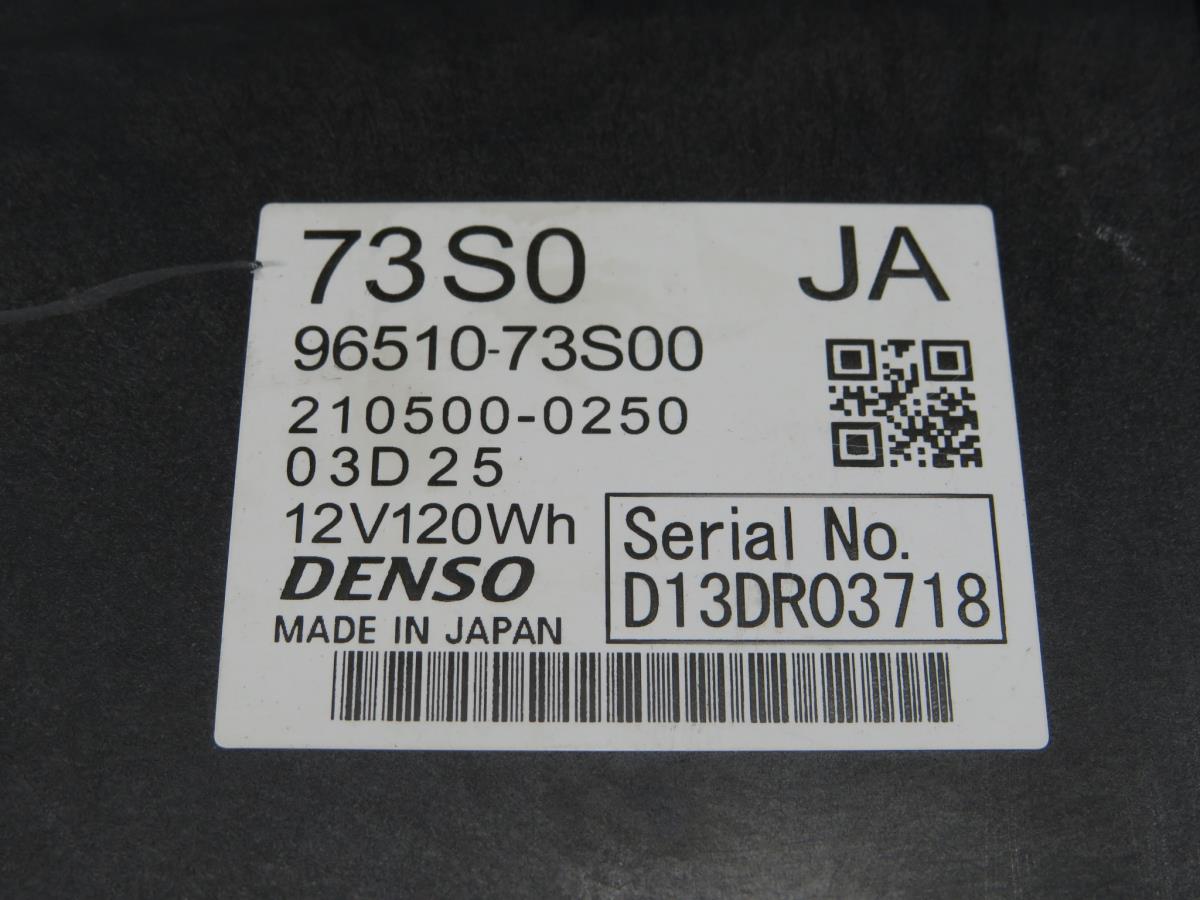 73S0 JA
96510-73S00
210500-0250
03D25
12V120Wh
DENSO
MADE IN JAPAN
Serial No.
D13DR03718